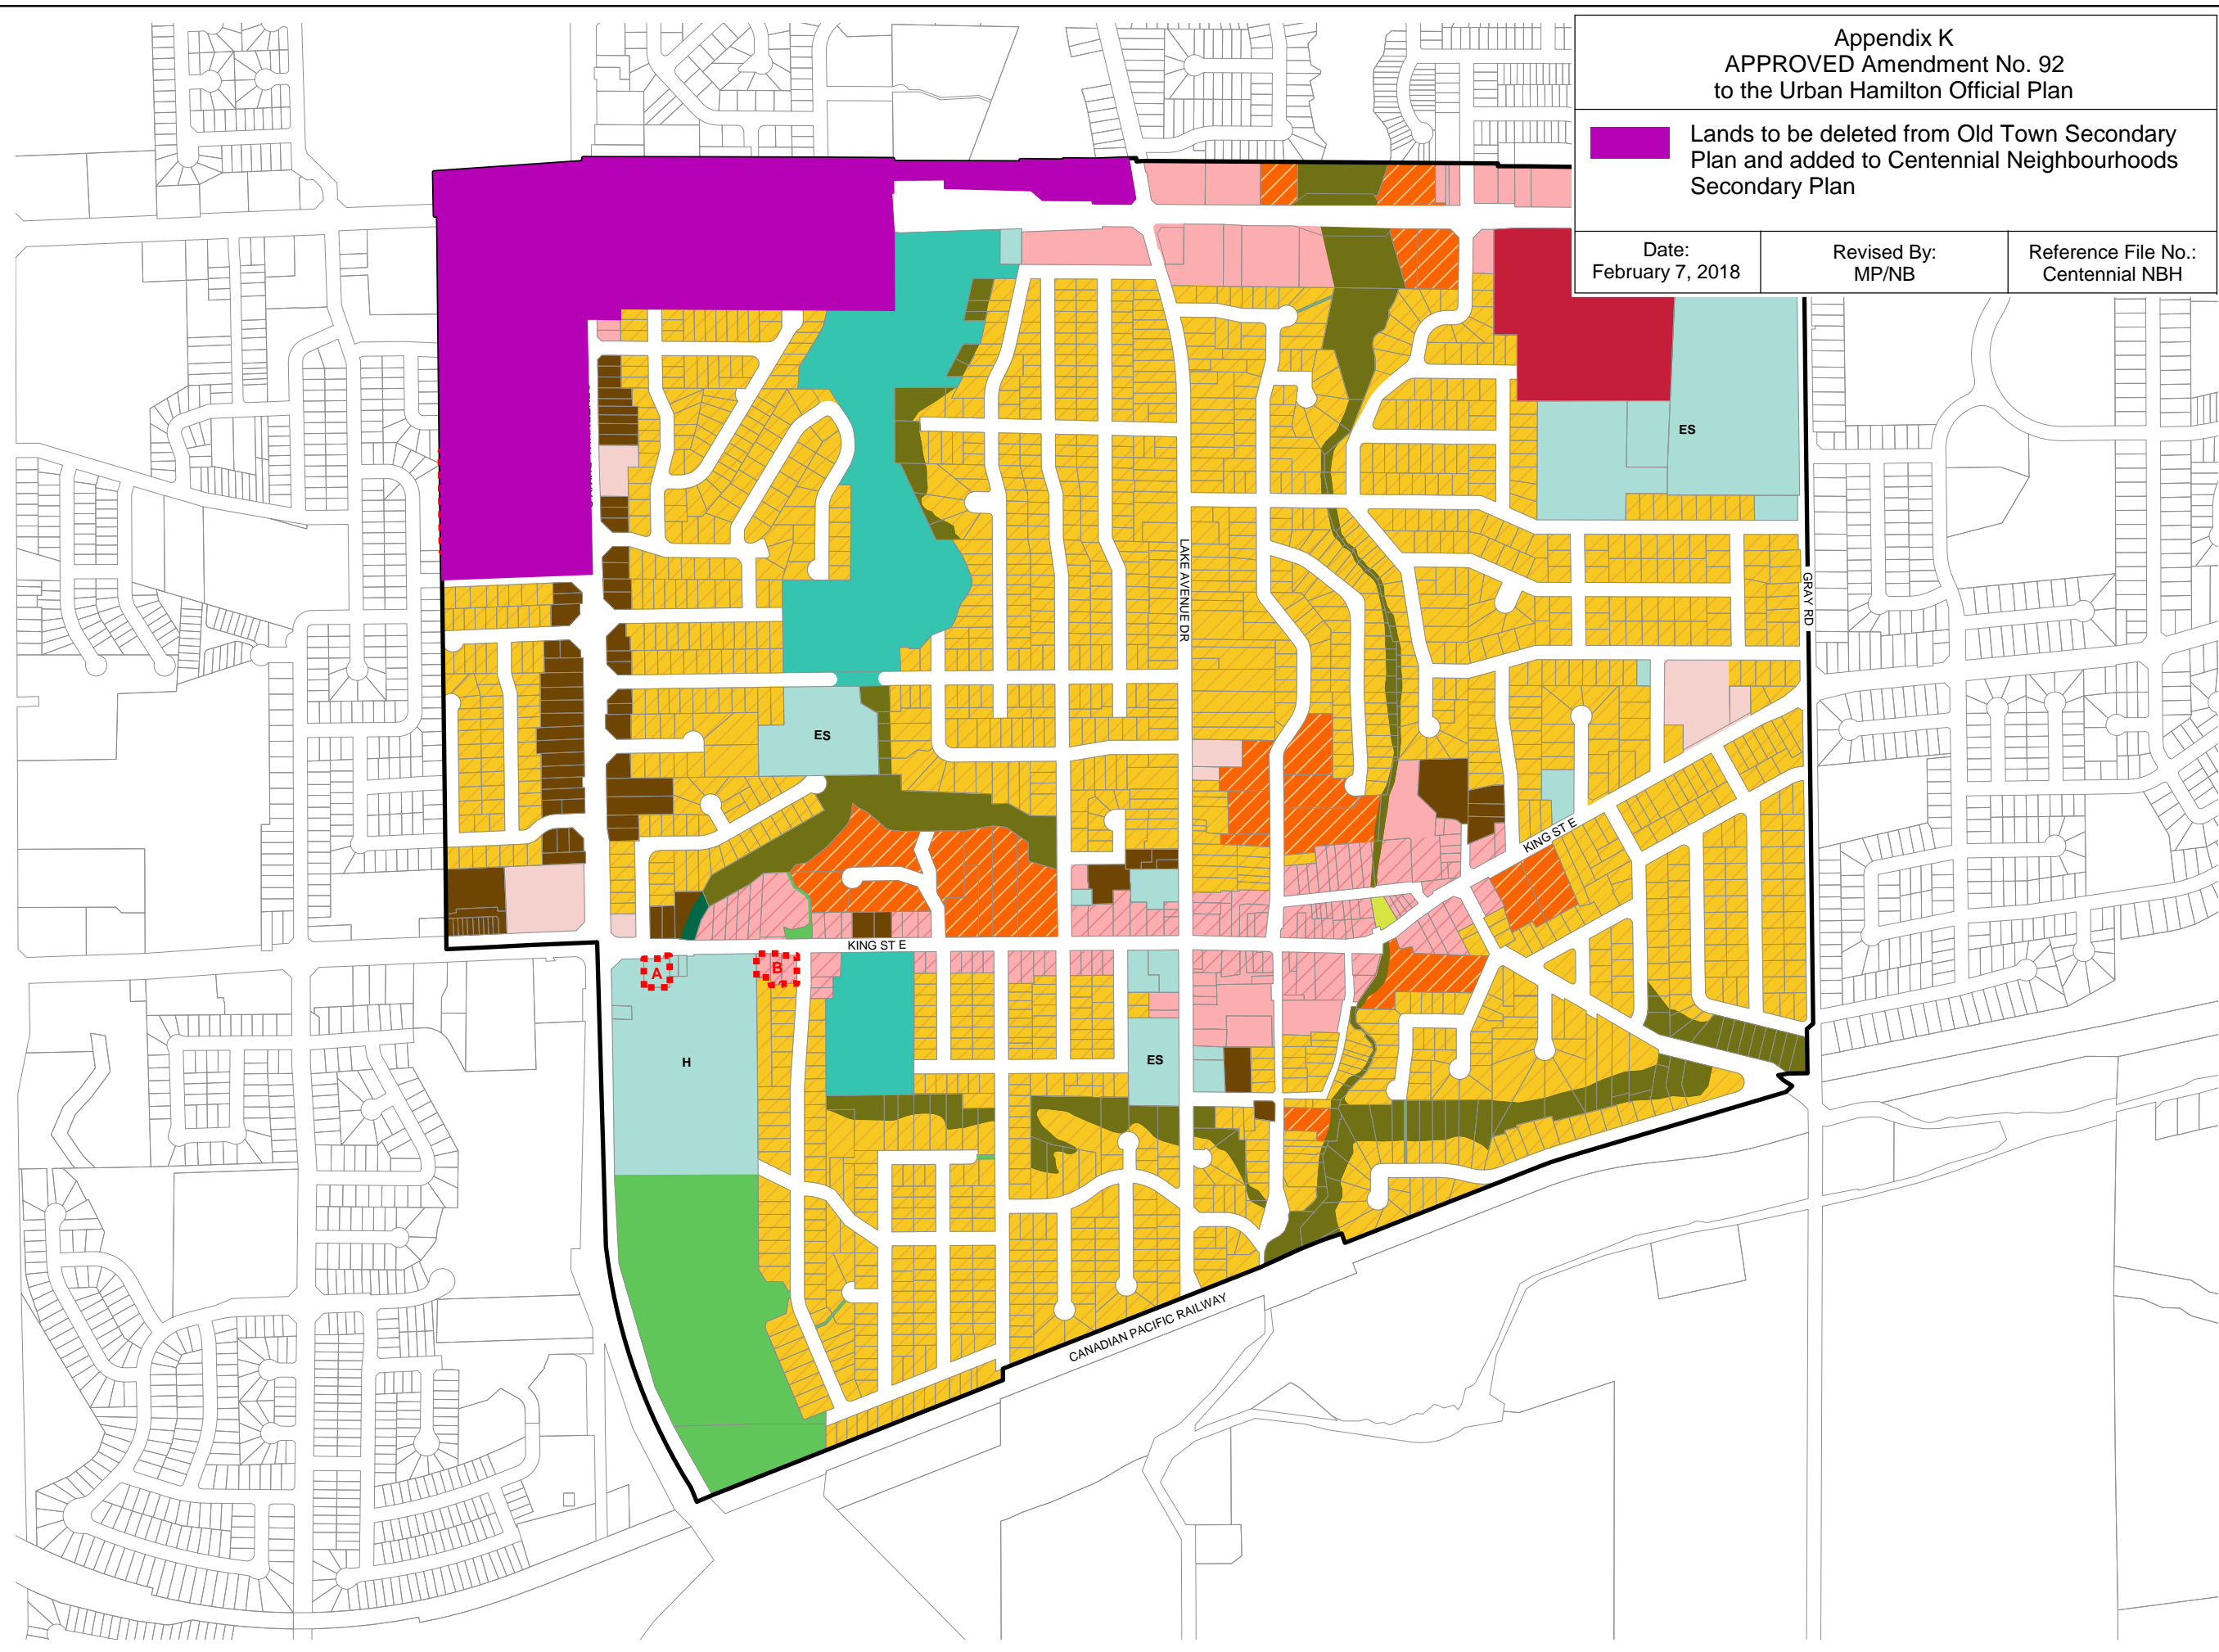 Appendix K
APPROVED Amendment No. 92
to the Urban Hamilton Official Plan
Lands to be deleted from Old Town Secondary
Plan and added to Centennial Neighbourhoods
Secondary Plan
Date:
February 7, 2018
Revised By:
MP/NB
Reference File No.:
Centennial NBH
ES
LAKE AVENUE DR
GRAY RD
ES
KING ST E
KING ST E
A
B
H
ES
CANADIAN PACIFIC RAILWAY